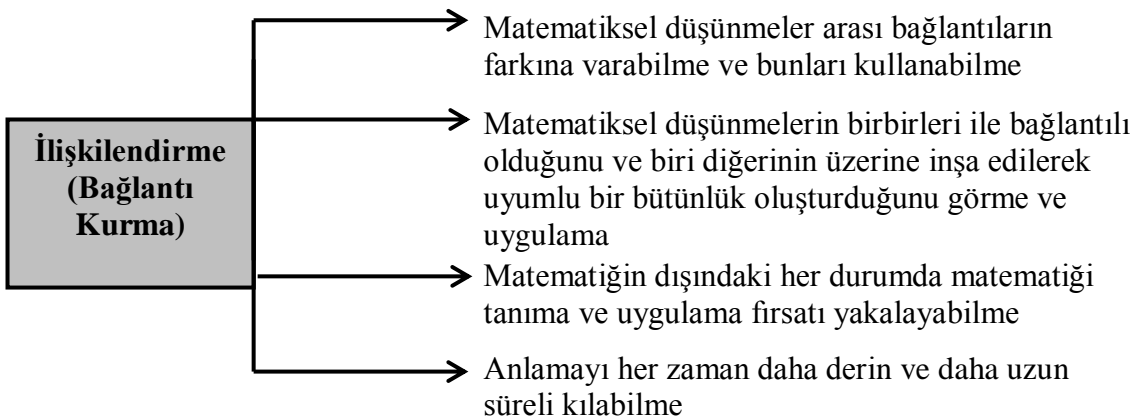 İlişkilendirme
(Bağlantı
Kurma)
Matematiksel düşünmeler arası bağlantıların
farkına varabilme ve bunları kullanabilme
Matematiksel düşünmelerin birbirleri ile bağlantılı
olduğunu ve biri diğerinin üzerine inşa edilerek
uyumlu bir bütünlük oluşturduğunu görme ve
uygulama
Matematiğin dışındaki her durumda matematiği
tanıma ve uygulama fırsatı yakalayabilme
Anlamayı her zaman daha derin ve daha uzun
süreli kılabilme